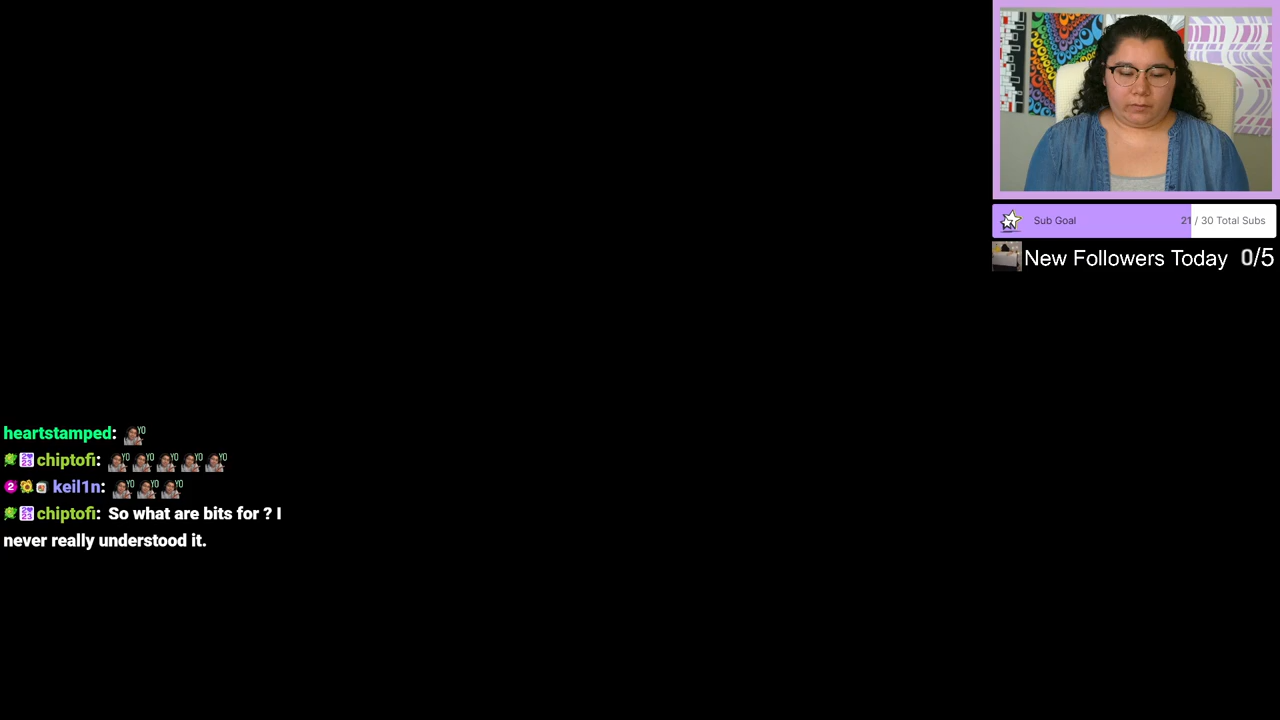 Sub Goal 21 / 30 Total Subs
New Followers Today 0/5
heartstamped:
chiptofi:
keil1n:
chiptofi: So what are bits for ? I
never really understood it.